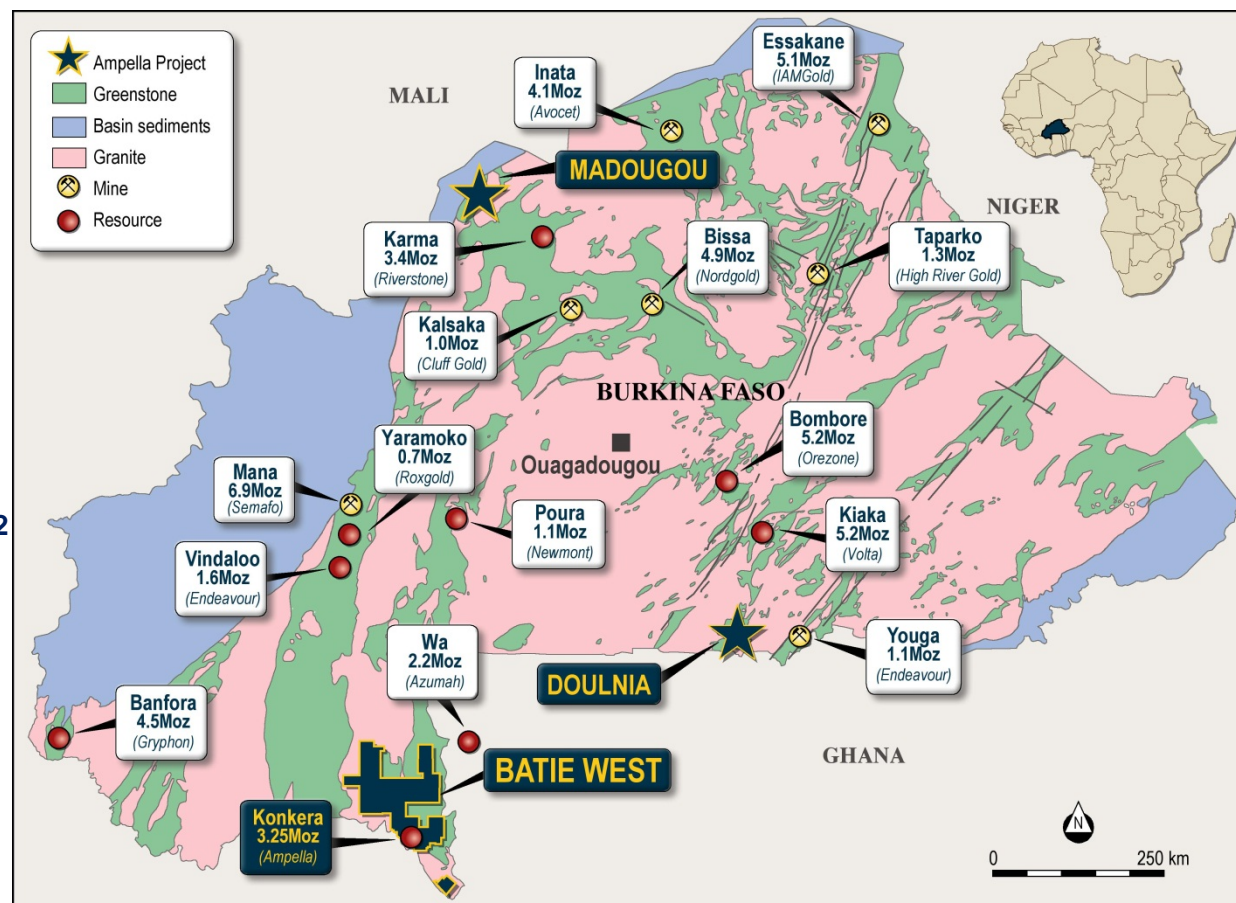 Ampella Project
Greenstone
Basin sediments
Granite
Mine
Resource
MALI
Inata
4.1Moz
(Avocet)
Essakane
5.1Moz
(IAMGold)
MADOUGOU
NIGER
Karma
3.4Moz
(Riverstone)
Bissa
4.9Moz
(Nordgold)
Taparko
1.3Moz
(High River Gold)
Kalsaka
1.0Moz
(Cluff Gold)
BURKINA FASO
Ouagadougou
Bombore
5.2Moz
(Orezone)
Yaramoko
0.7Moz
(Roxgold)
Mana
6.9Moz
(Semafo)
2
Poura
1.1Moz
(Newmont)
Kiaka
5.2Moz
(Volta)
Vindaloo
1.6Moz
(Endeavour)
Wa
2.2Moz
(Azumah)
DOULNIA
Youga
1.1Moz
(Endeavour)
Banfora
4.5Moz
(Gryphon)
BATIE WEST
GHANA
Konkera
3.25Moz
(Ampella)
N
0 250 km